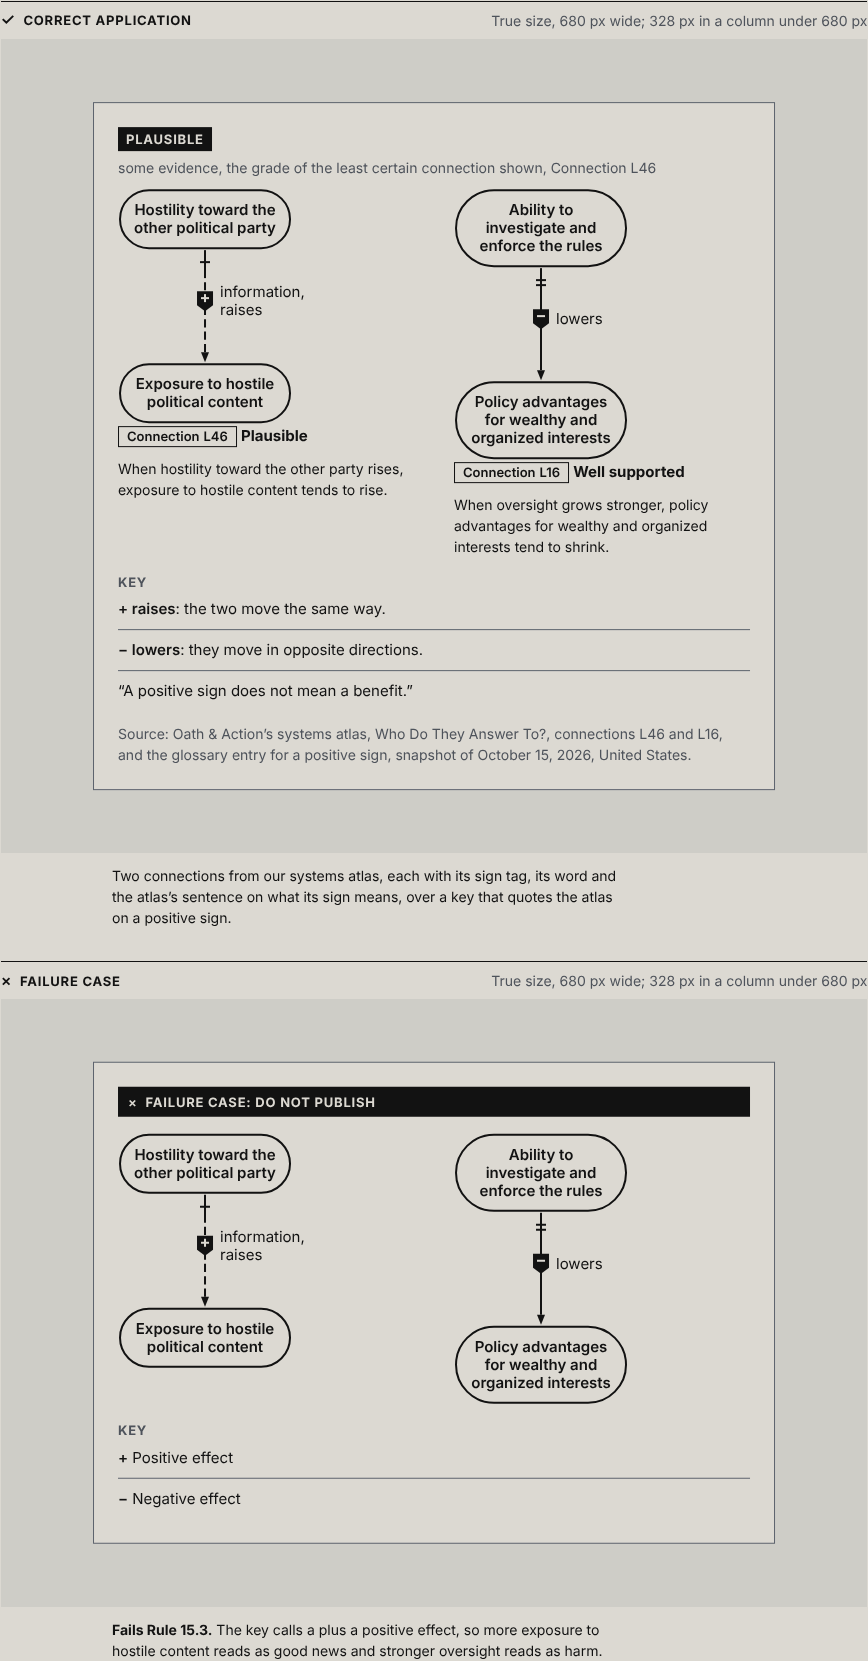 ✓ CORRECT APPLICATION
True size, 680 px wide; 328 px in a column under 680 px
PLAUSIBLE
some evidence, the grade of the least certain connection shown, Connection L46
Hostility toward the
other political party
+
information,
raises
Exposure to hostile
political content
Connection L46 Plausible
When hostility toward the other party rises,
exposure to hostile content tends to rise.
Ability to
investigate and
enforce the rules
–
lowers
Policy advantages
for wealthy and
organized interests
Connection L16 Well supported
When oversight grows stronger, policy
advantages for wealthy and organized
interests tend to shrink.
KEY
+ raises: the two move the same way.
– lowers: they move in opposite directions.
“A positive sign does not mean a benefit.”
Source: Oath & Action’s systems atlas, Who Do They Answer To?, connections L46 and L16,
and the glossary entry for a positive sign, snapshot of October 15, 2026, United States.
Two connections from our systems atlas, each with its sign tag, its word and
the atlas’s sentence on what its sign means, over a key that quotes the atlas
on a positive sign.
× FAILURE CASE
True size, 680 px wide; 328 px in a column under 680 px
× FAILURE CASE: DO NOT PUBLISH
Hostility toward the
other political party
+
information,
raises
Exposure to hostile
political content
Ability to
investigate and
enforce the rules
–
lowers
Policy advantages
for wealthy and
organized interests
KEY
+ Positive effect
– Negative effect
Fails Rule 15.3. The key calls a plus a positive effect, so more exposure to
hostile content reads as good news and stronger oversight reads as harm.